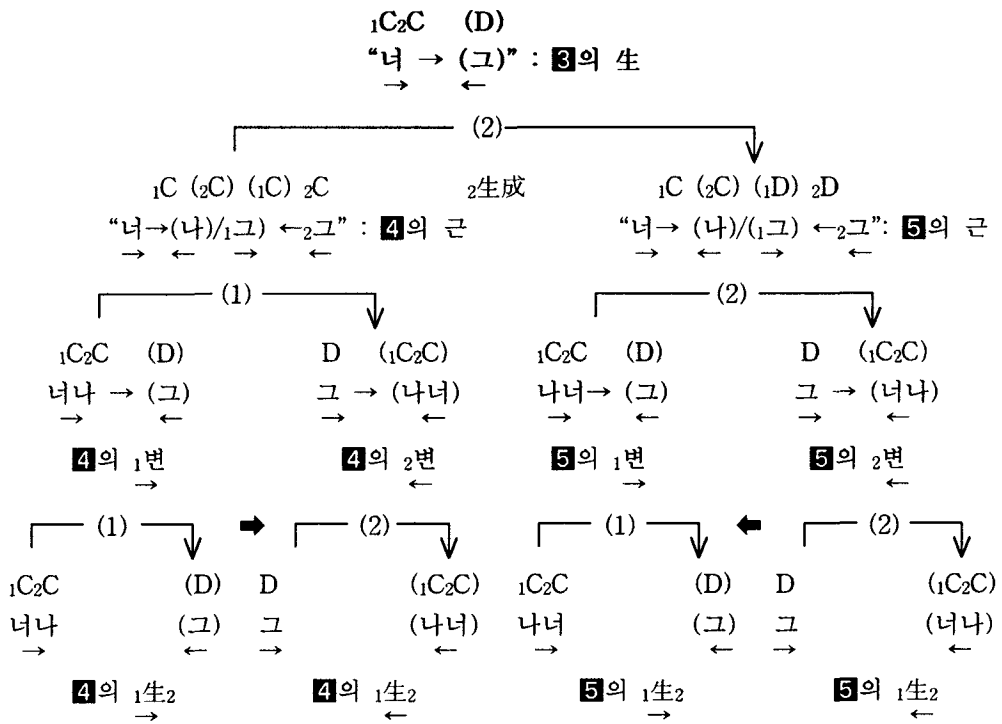 ₁C₂C (D)
“너 → (그)” : 3의 生
→ ←
(2)
₁C (₂C) (₁C) ₂C ₂生成 ₁C (₂C) (₁D) ₂D
“너→(나)/₁그) ←₂그” : 4의 근 “너→ (나)/(₁그) ←₂그”: 5의 근
→ ← → ← → ← → ←
(1) (2)
₁C₂C (D) D (₁C₂C) ₁C₂C (D) D (₁C₂C)
너나 → (그) 그 → (나너) 나너→ (그) 그 → (너나)
→ ← → ← → ← → ←
4의 ₁변 4의 ₂변 5의 ₁변 5의 ₂변
→ ← → ←
(1) ➡ (2) (1) ⬅ (2)
₁C₂C (D) D (₁C₂C) ₁C₂C (D) D (₁C₂C)
너나 (그) 그 (나너) 나너 (그) 그 (너나)
→ ← → ← → ← → ←
4의 ₁生₂ 4의 ₁生₂ 5의 ₁生₂ 5의 ₁生₂
→ ← → ←